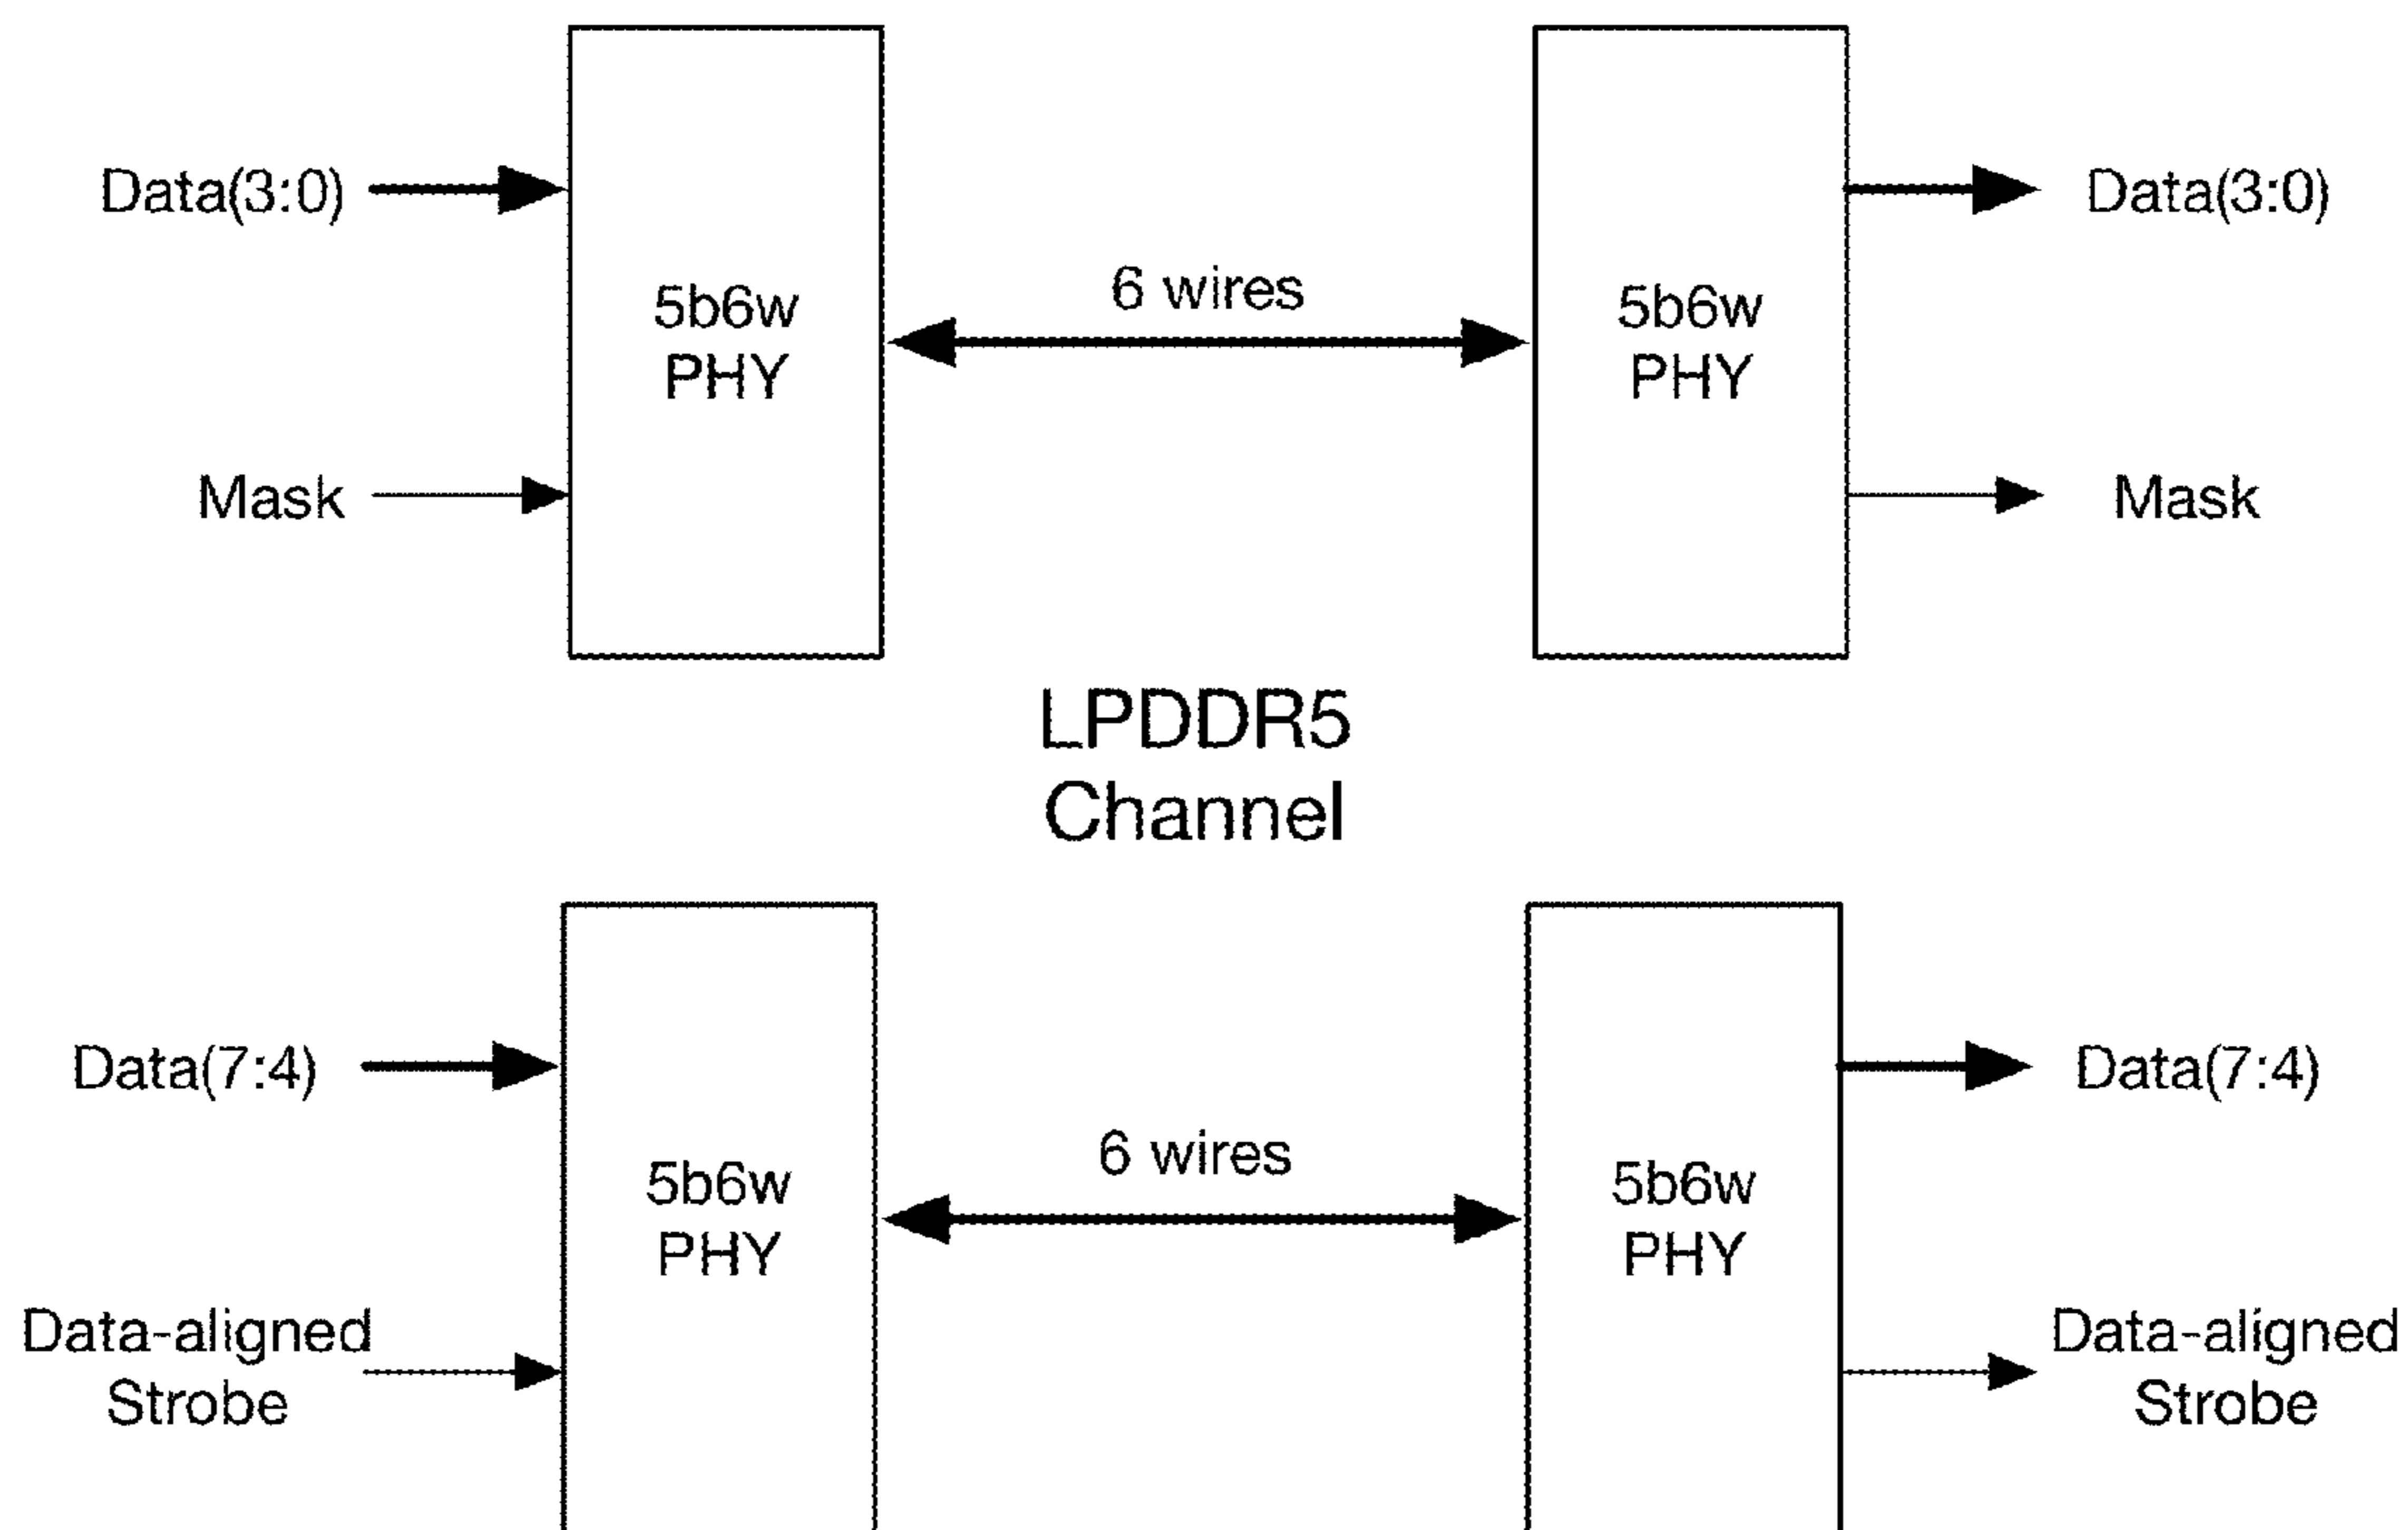 Data(3:0)
Mask
5b6w
PHY
6 wires
5b6w
PHY
Data(3:0)
Mask
LPDDR5
Channel
Data(7:4)
Data-aligned
Strobe
5b6w
PHY
6 wires
5b6w
PHY
Data(7:4)
Data-aligned
Strobe